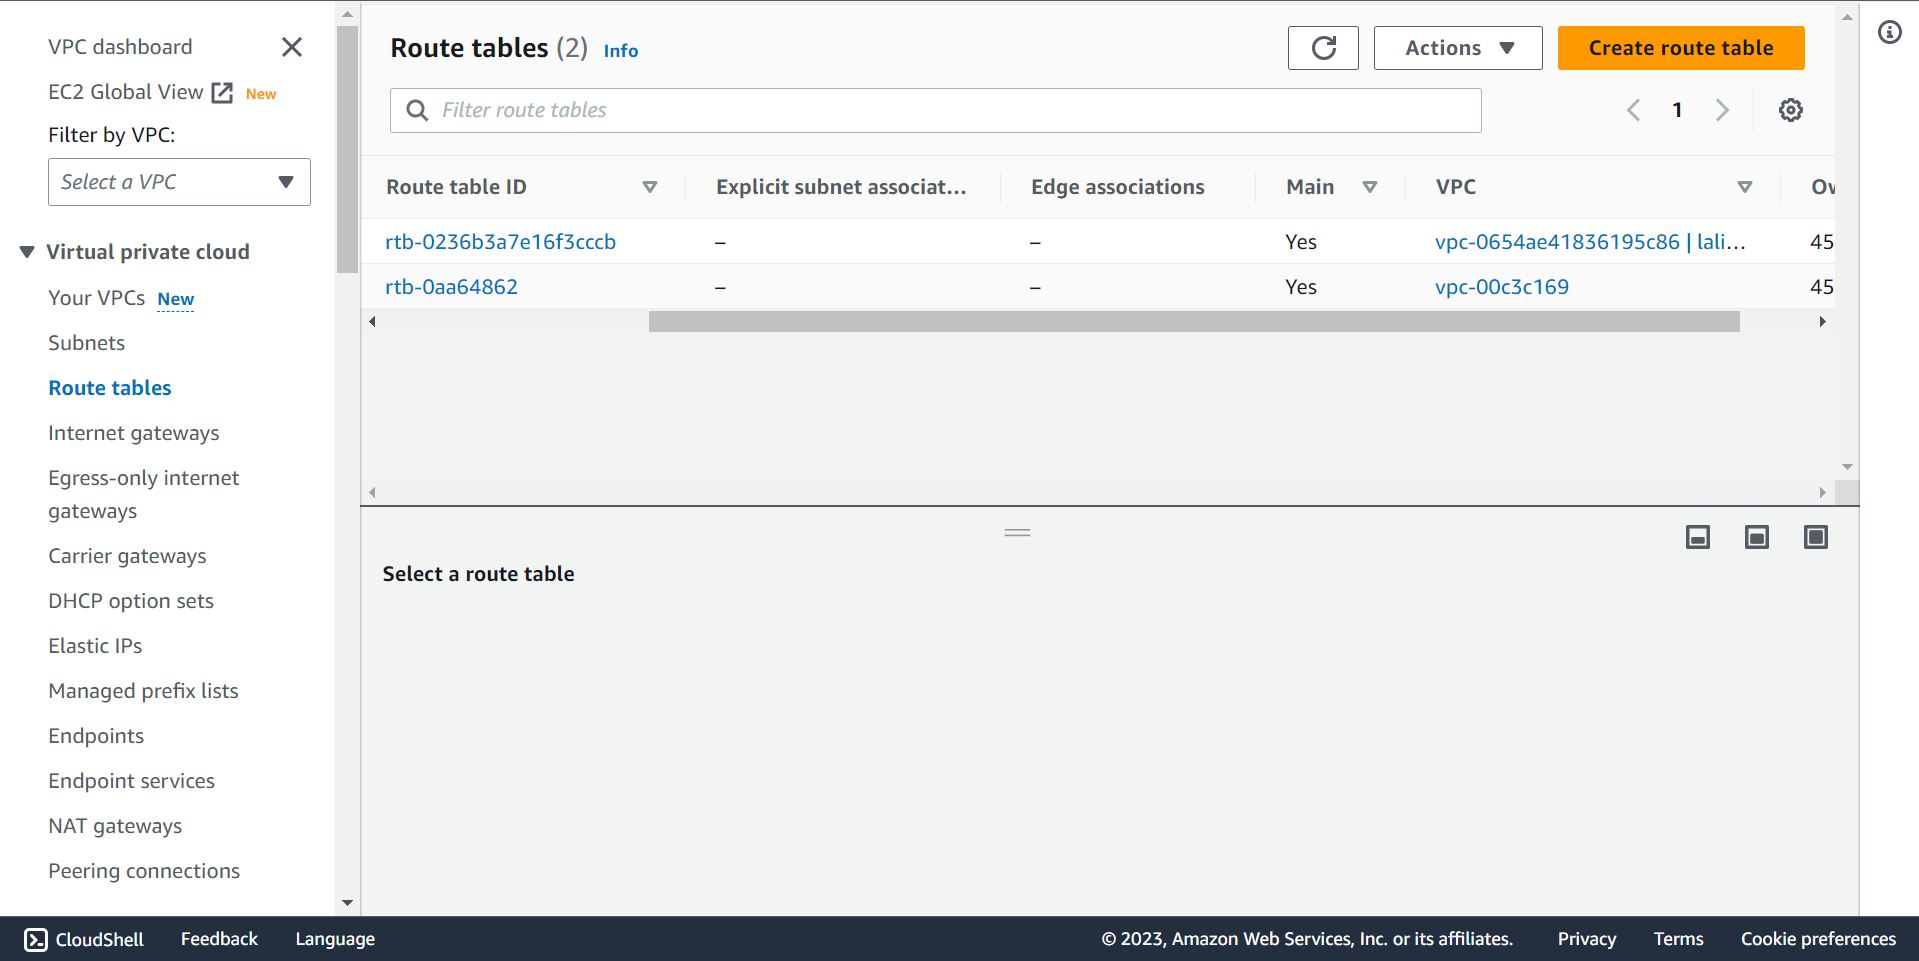 VPC dashboard
EC2 Global View New
Filter by VPC:
Select a VPC
Virtual private cloud
Your VPCs New
Subnets
Route tables
Internet gateways
Egress-only internet
gateways
Carrier gateways
DHCP option sets
Elastic IPs
Managed prefix lists
Endpoints
Endpoint services
NAT gateways
Peering connections
Route tables (2) Info
Actions
Create route table
Filter route tables
1
Route table ID Explicit subnet associat... Edge associations Main VPC Ow
rtb-0236b3a7e16f3cccb – – Yes vpc-0654ae41836195c86 | lali... 45
rtb-0aa64862 – – Yes vpc-00c3c169 45
Select a route table
CloudShell Feedback Language © 2023, Amazon Web Services, Inc. or its affiliates. Privacy Terms Cookie preferences